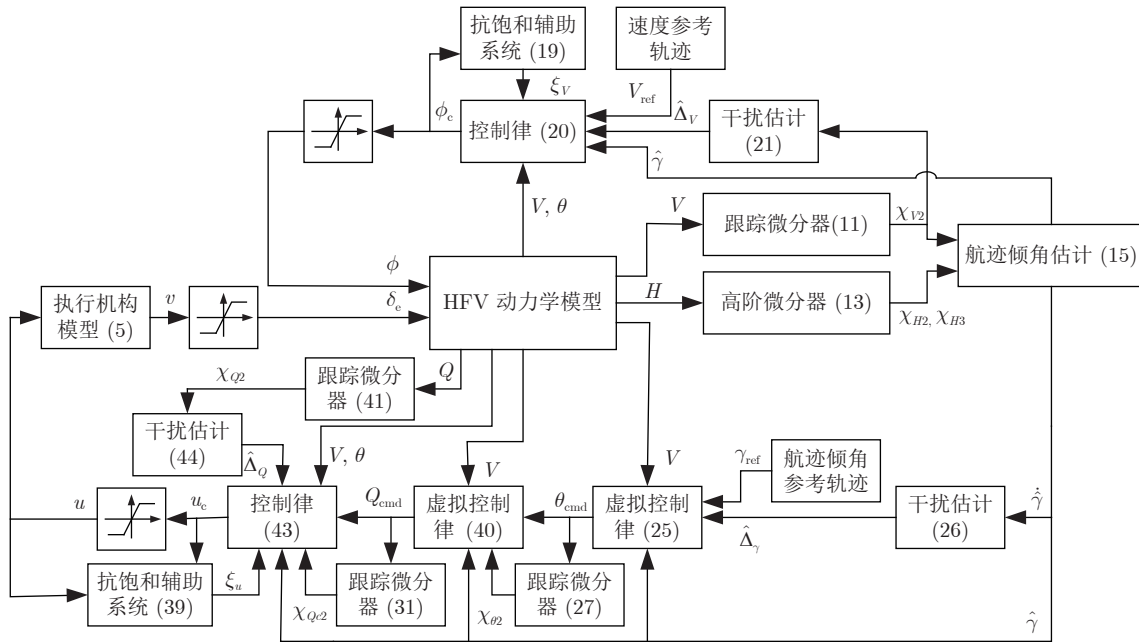 抗饱和辅助
系统 (19)
速度参考
轨迹
ξ_V
V_ref
ϕ_c
控制律 (20)
Δ̂_V
干扰估计
(21)
γ̂
V, θ
V
跟踪微分器(11)
χ_V2
航迹倾角估计 (15)
ϕ
HFV 动力学模型
H
高阶微分器 (13)
χ_H2, χ_H3
执行机构
模型 (5)
v
δ_e
χ_Q2
跟踪微分
器 (41)
Q
干扰估计
(44)
Δ̂_Q
V, θ
V
V
γ_ref
航迹倾角
参考轨迹
u
u_c
控制律
(43)
Q_cmd
虚拟控制
律 (40)
θ_cmd
虚拟控制
律 (25)
Δ̂_γ
干扰估计
(26)
γ̂̇
抗饱和辅助
系统 (39)
ξ_u
χ_Qc2
跟踪微分
器 (31)
χ_θ2
跟踪微分
器 (27)
γ̂